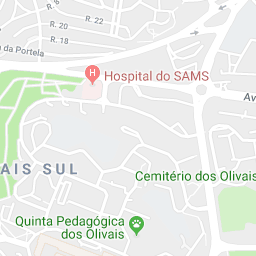 R. 22
R. 20
da Portela
R. 18
H
Hospital do SAMS
Av
AIS SUL
Cemitério dos Olivais
Quinta Pedagógica
dos Olivais